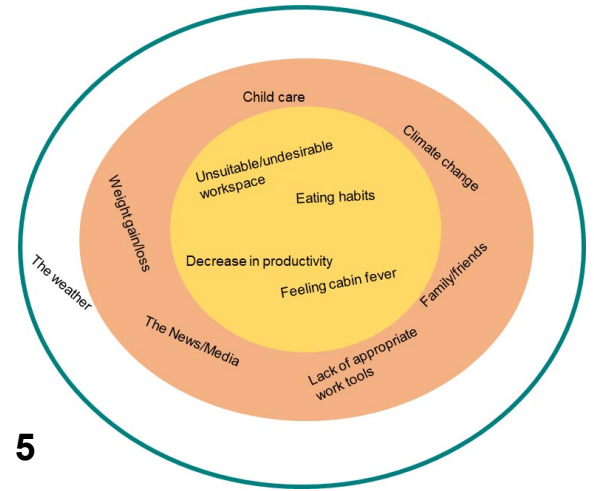 Child care
Climate change
Unsuitable/undesirable
workspace
Eating habits
Weight gain/loss
Decrease in productivity
Feeling cabin fever
Family/friends
The weather
The News/Media
Lack of appropriate
work tools
5